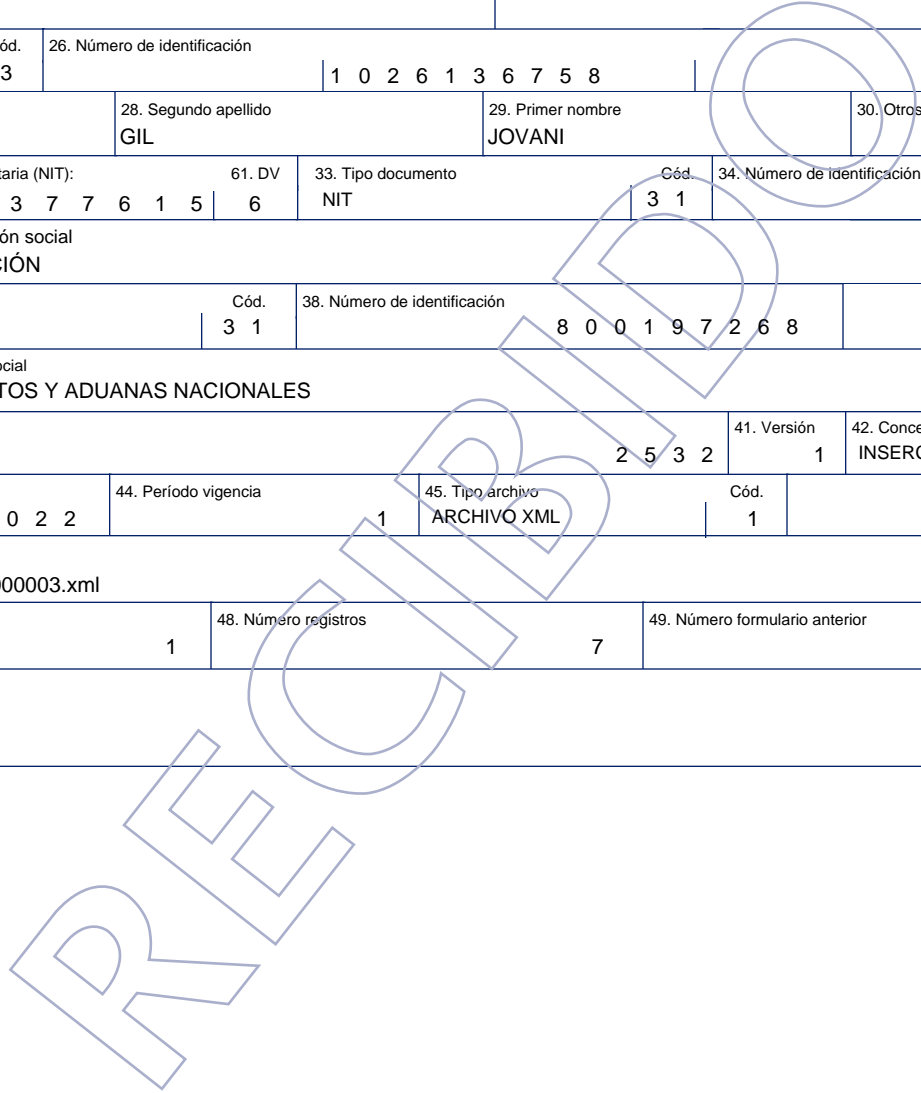 ód. 26. Número de identificación
3 1 0 2 6 1 3 6 7 5 8
28. Segundo apellido 29. Primer nombre 30. Otros
GIL JOVANI
taria (NIT): 61. DV 33. Tipo documento Cód. 34. Número de identificación
3 7 7 6 1 5 6 NIT 3 1
ón social
CIÓN
Cód. 38. Número de identificación
3 1 8 0 0 1 9 7 2 6 8
ocial
TOS Y ADUANAS NACIONALES
41. Versión 42. Conce
2 5 3 2 1 INSERC
44. Período vigencia 45. Tipo archivo Cód.
0 2 2 1 ARCHIVO XML 1
000003.xml
48. Número registros 49. Número formulario anterior
1 7
RECIBIDO